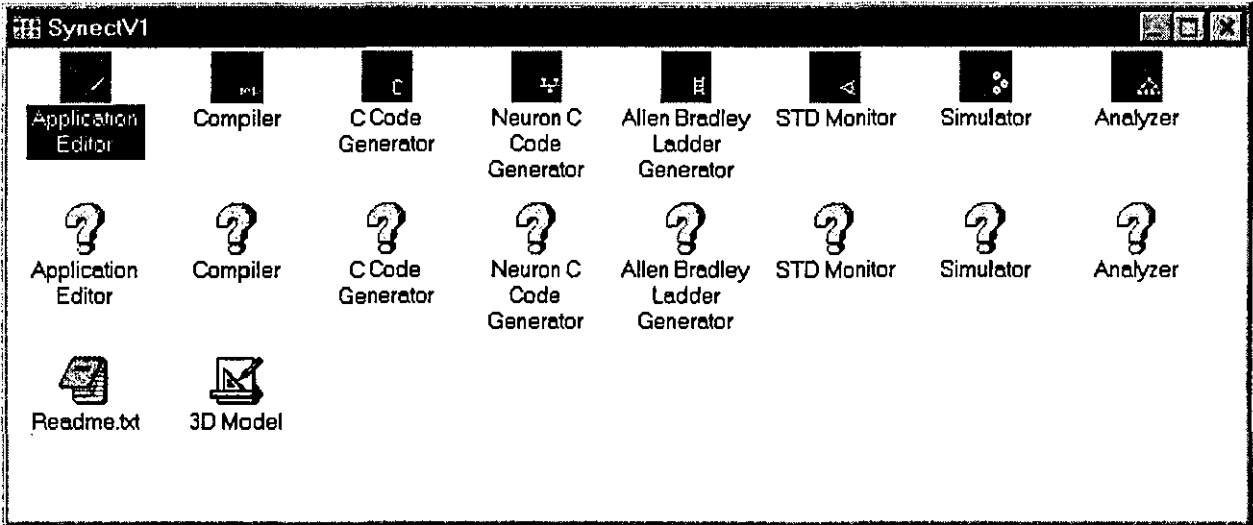 SynectV1
Application Compiler C Code Neuron C Allen Bradley STD Monitor Simulator Analyzer
Editor Generator Code Ladder
Generator Generator
Application Compiler C Code Neuron C Allen Bradley STD Monitor Simulator Analyzer
Editor Generator Code Ladder
Generator Generator
Readme.txt 3D Model